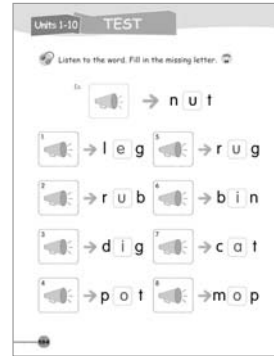 Units 1-10 TEST
Listen to the word. Fill in the missing letter.
Ex
n u t
1 l e g
5 r u g
2 r u b
6 b i n
3 d i g
7 c a t
4 p o t
8 m o p